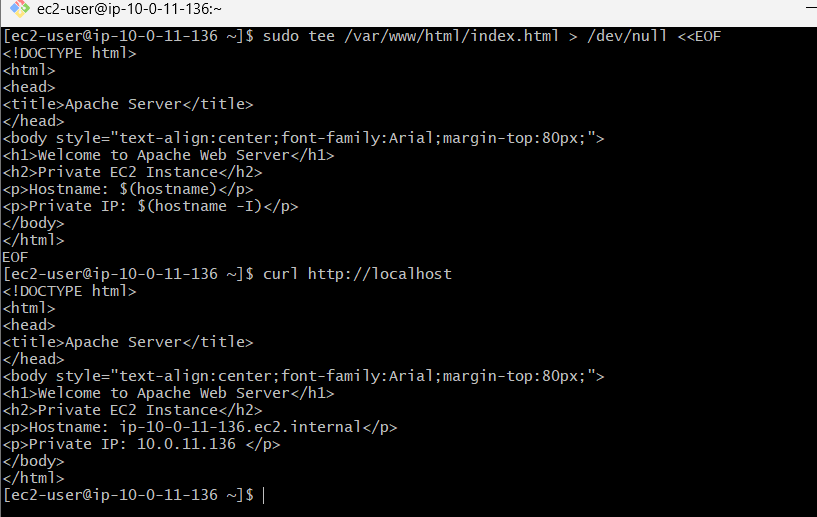 ec2-user@ip-10-0-11-136:~
[ec2-user@ip-10-0-11-136 ~]$ sudo tee /var/www/html/index.html > /dev/null <<EOF
<!DOCTYPE html>
<html>
<head>
<title>Apache Server</title>
</head>
<body style="text-align:center;font-family:Arial;margin-top:80px;">
<h1>Welcome to Apache Web Server</h1>
<h2>Private EC2 Instance</h2>
<p>Hostname: $(hostname)</p>
<p>Private IP: $(hostname -I)</p>
</body>
</html>
EOF
[ec2-user@ip-10-0-11-136 ~]$ curl http://localhost
<!DOCTYPE html>
<html>
<head>
<title>Apache Server</title>
</head>
<body style="text-align:center;font-family:Arial;margin-top:80px;">
<h1>Welcome to Apache Web Server</h1>
<h2>Private EC2 Instance</h2>
<p>Hostname: ip-10-0-11-136.ec2.internal</p>
<p>Private IP: 10.0.11.136 </p>
</body>
</html>
[ec2-user@ip-10-0-11-136 ~]$